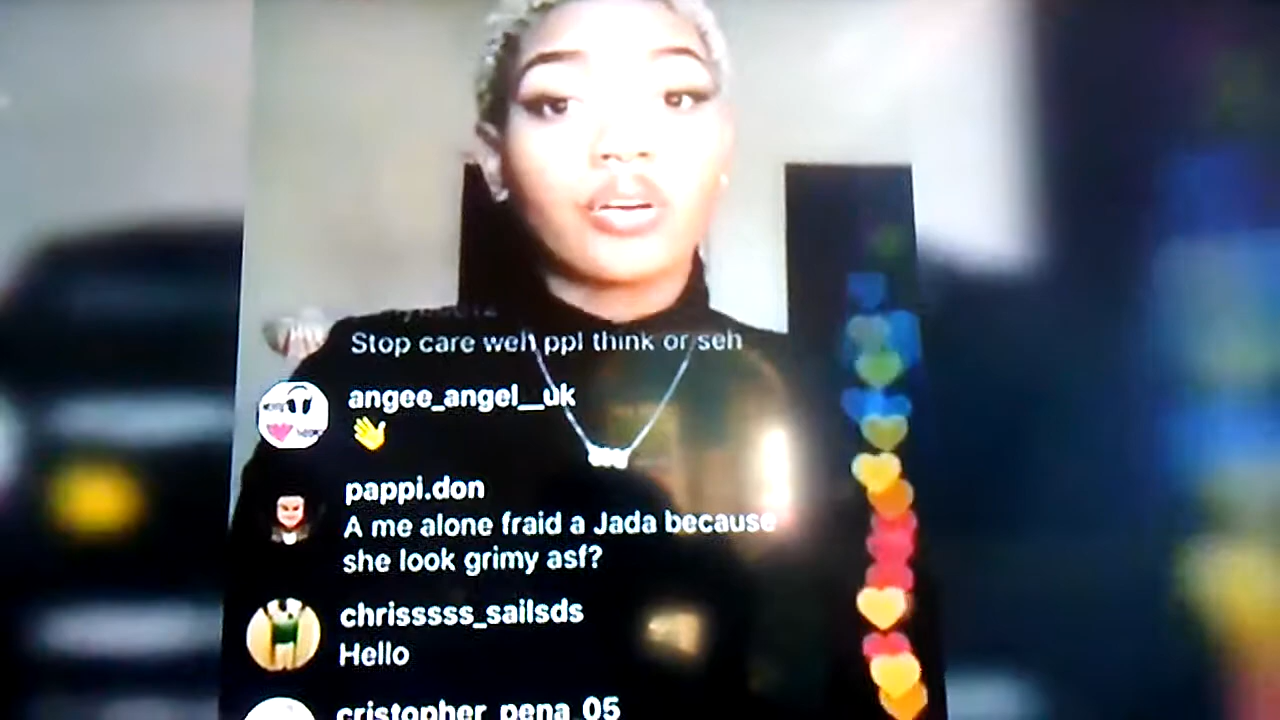 Stop care weh ppl think or seh
angee_angel__uk
👋
pappi.don
A me alone fraid a Jada because
she look grimy asf?
chrisssss_sailsds
Hello
cristopher_pena_05